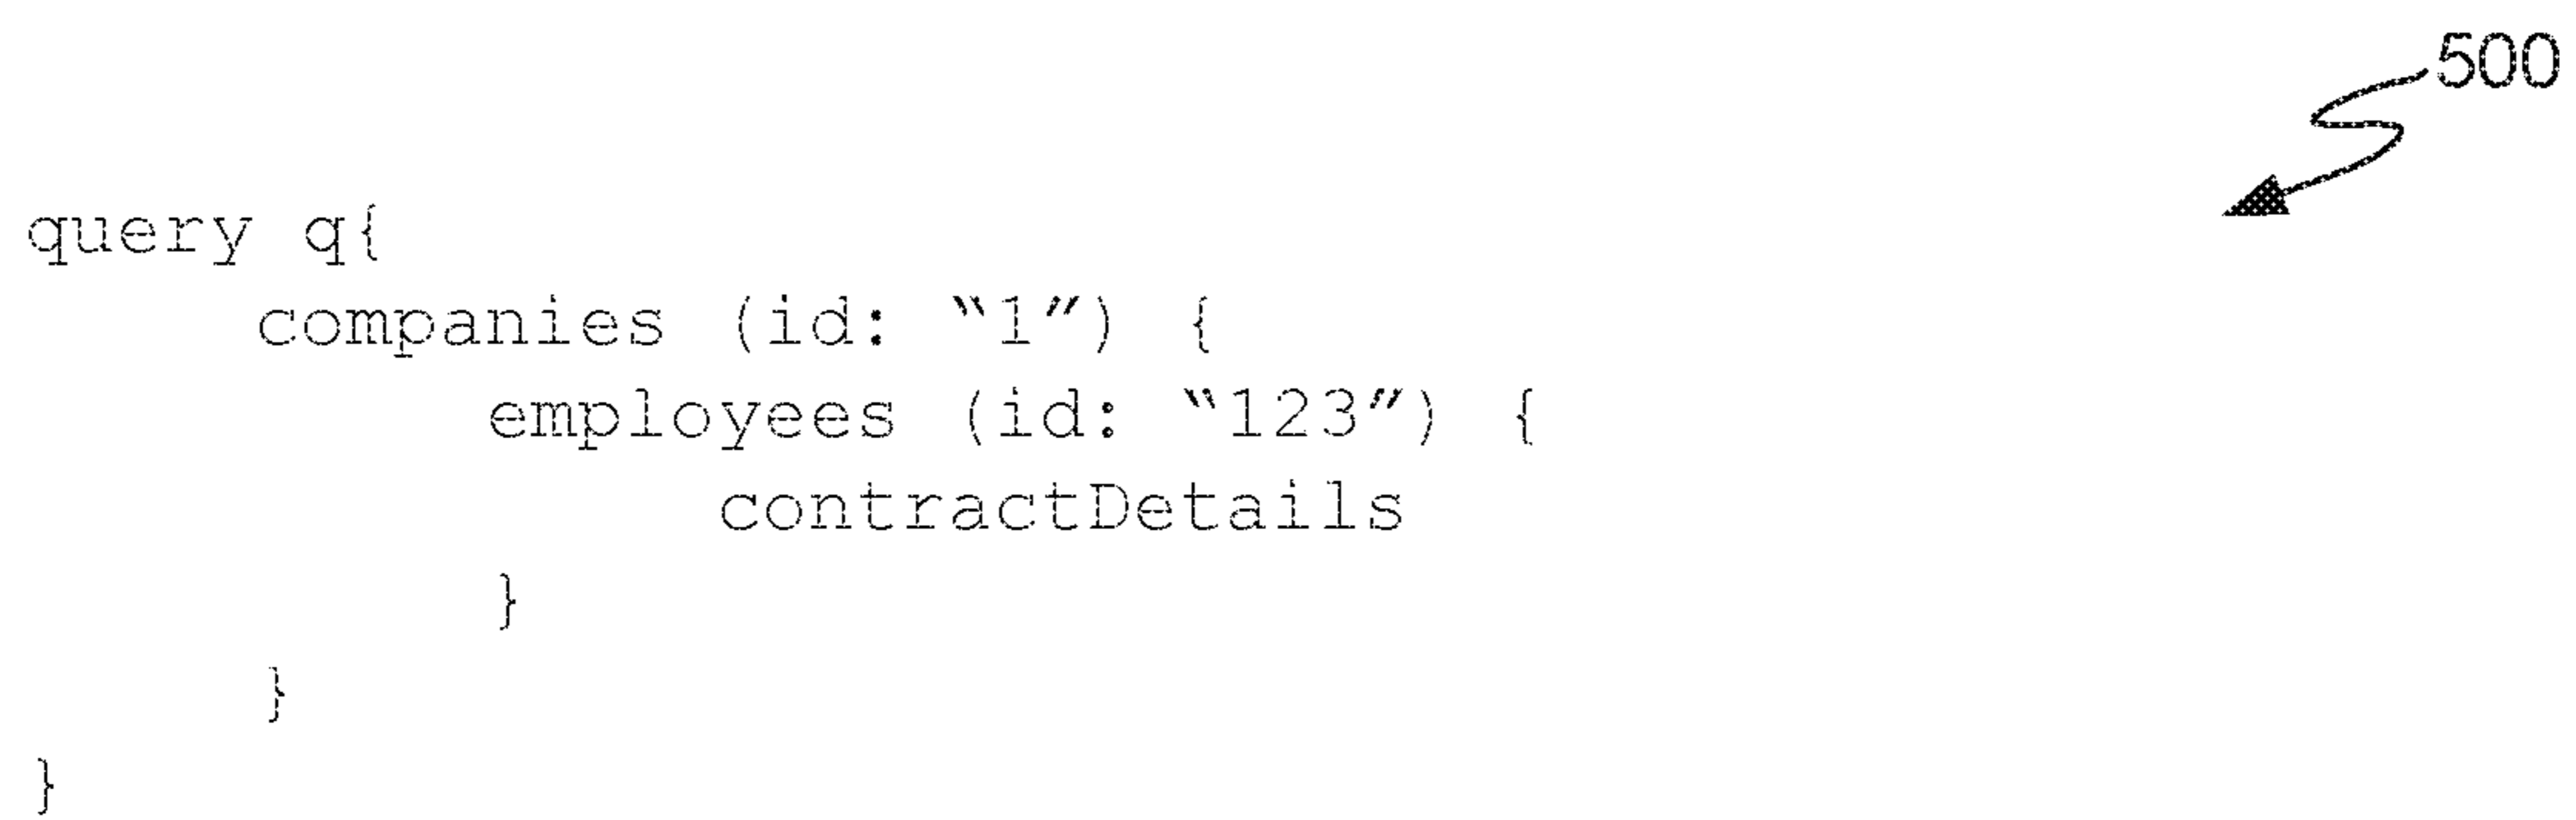 500
query q{
companies (id: “1”) {
employees (id: “123”) {
contractDetails
}
}
}